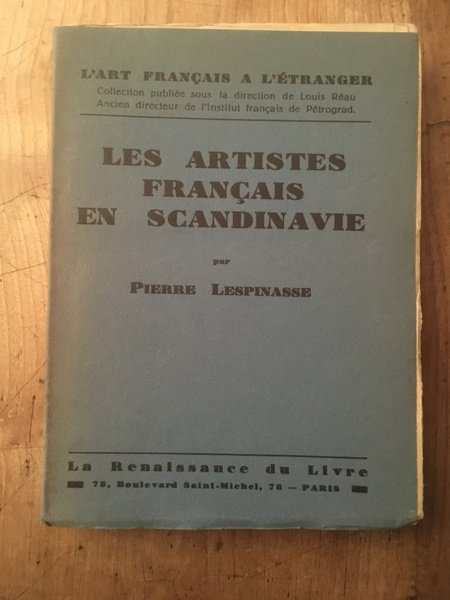 L'ART FRANÇAIS A L'ÉTRANGER
Collection publiée sous la direction de Louis Réau
Ancien directeur de l'Institut français de Pétrograd.
LES ARTISTES
FRANÇAIS
EN SCANDINAVIE
par
PIERRE LESPINASSE
La Renaissance du Livre
78, Boulevard Saint-Michel, 78 — PARIS